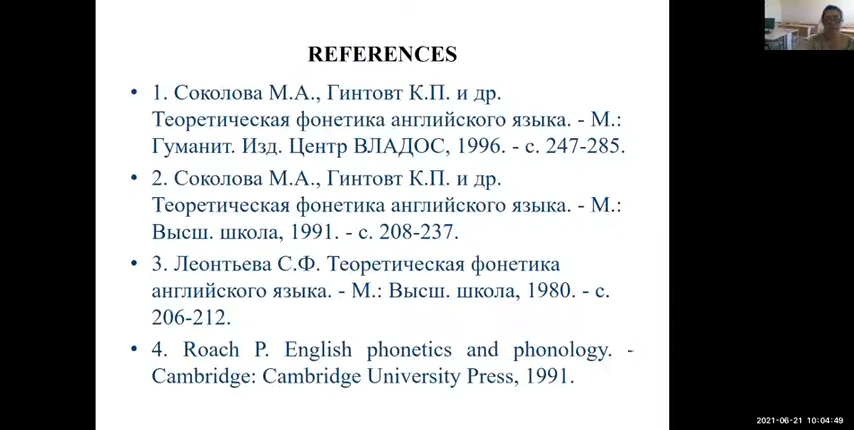 REFERENCES
• 1. Соколова М.А., Гинтовт К.П. и др.
Теоретическая фонетика английского языка. - М.:
Гуманит. Изд. Центр ВЛАДОС, 1996. - с. 247-285.
• 2. Соколова М.А., Гинтовт К.П. и др.
Теоретическая фонетика английского языка. - М.:
Высш. школа, 1991. - с. 208-237.
• 3. Леонтьева С.Ф. Теоретическая фонетика
английского языка. - М.: Высш. школа, 1980. - с.
206-212.
• 4. Roach P. English phonetics and phonology. -
Cambridge: Cambridge University Press, 1991.
2021-06-21 10:04:49